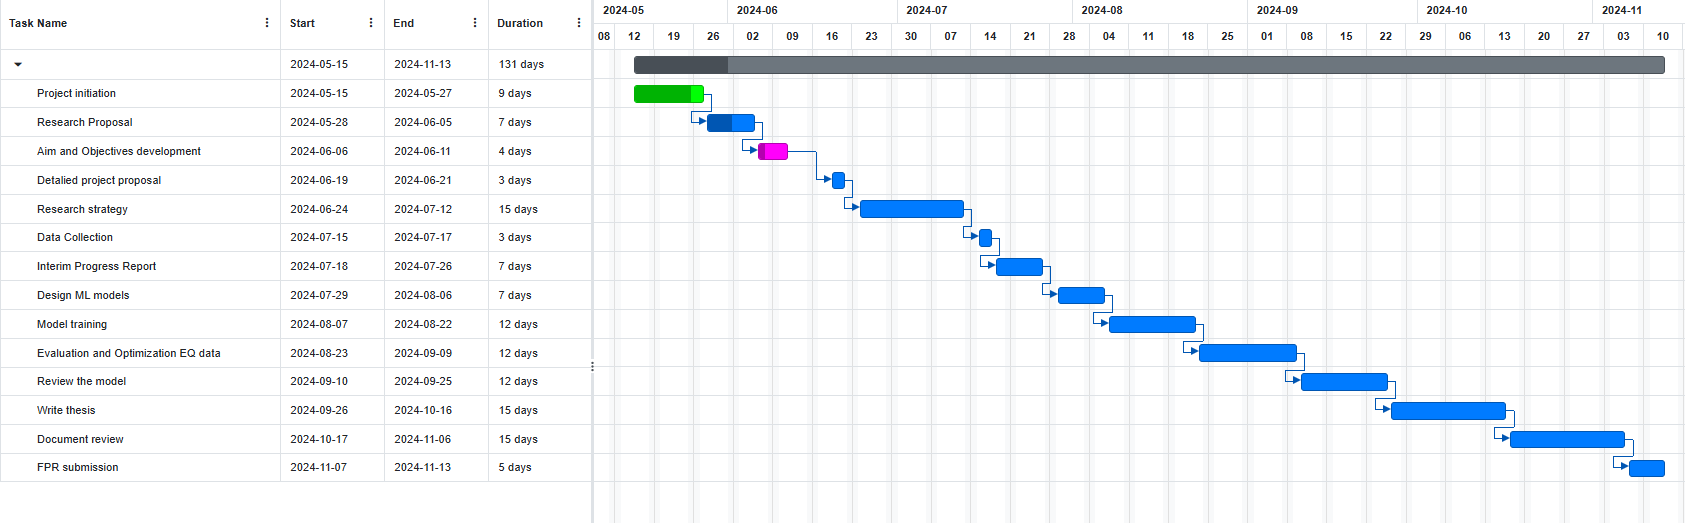 Task Name Start End Duration 2024-05 2024-06 2024-07 2024-08 2024-09 2024-10 2024-11
08 12 19 26 02 09 16 23 30 07 14 21 28 04 11 18 25 01 08 15 22 29 06 13 20 27 03 10
2024-05-15 2024-11-13 131 days
Project initiation 2024-05-15 2024-05-27 9 days
Research Proposal 2024-05-28 2024-06-05 7 days
Aim and Objectives development 2024-06-06 2024-06-11 4 days
Detalied project proposal 2024-06-19 2024-06-21 3 days
Research strategy 2024-06-24 2024-07-12 15 days
Data Collection 2024-07-15 2024-07-17 3 days
Interim Progress Report 2024-07-18 2024-07-26 7 days
Design ML models 2024-07-29 2024-08-06 7 days
Model training 2024-08-07 2024-08-22 12 days
Evaluation and Optimization EQ data 2024-08-23 2024-09-09 12 days
Review the model 2024-09-10 2024-09-25 12 days
Write thesis 2024-09-26 2024-10-16 15 days
Document review 2024-10-17 2024-11-06 15 days
FPR submission 2024-11-07 2024-11-13 5 days